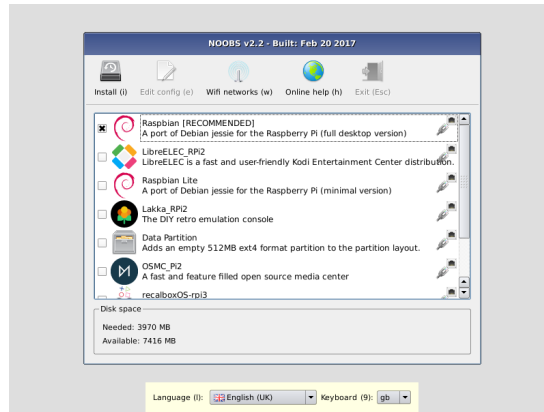 NOOBS v2.2 - Built: Feb 20 2017
Install (i) Edit config (e) Wifi networks (w) Online help (h) Exit (Esc)
Raspbian [RECOMMENDED]
A port of Debian jessie for the Raspberry Pi (full desktop version)
LibreELEC_RPi2
LibreELEC is a fast and user-friendly Kodi Entertainment Center distribution.
Raspbian Lite
A port of Debian jessie for the Raspberry Pi (minimal version)
Lakka_RPi2
The DIY retro emulation console
Data Partition
Adds an empty 512MB ext4 format partition to the partition layout.
OSMC_Pi2
A fast and feature filled open source media center
recalboxOS-rpi3
Disk space
Needed: 3970 MB
Available: 7416 MB
Language (l): English (UK) Keyboard (9): gb